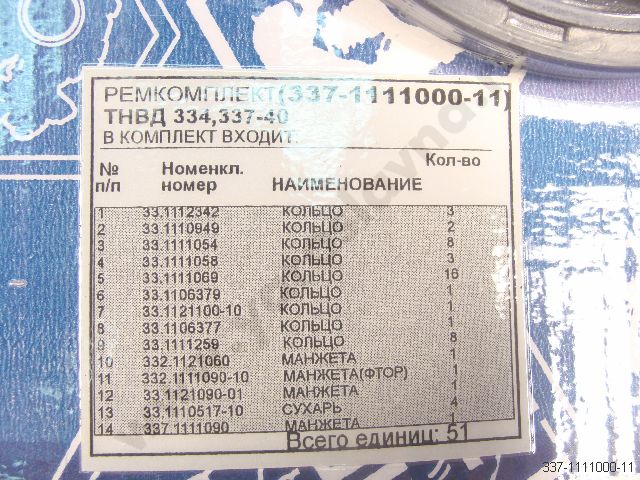 РЕМКОМПЛЕКТ(337-1111000-11)
ТНВД 334,337-40
В КОМПЛЕКТ ВХОДИТ:
№ п/п Номенкл. номер НАИМЕНОВАНИЕ Кол-во
1 33.1112342 КОЛЬЦО 3
2 33.1110949 КОЛЬЦО 2
3 33.1111054 КОЛЬЦО 8
4 33.1111058 КОЛЬЦО 3
5 33.1111069 КОЛЬЦО 16
6 33.1106379 КОЛЬЦО 1
7 33.1121100-10 КОЛЬЦО 1
8 33.1106377 КОЛЬЦО 1
9 33.1111259 КОЛЬЦО 8
10 332.1121060 МАНЖЕТА 1
11 332.1111090-10 МАНЖЕТА(ФТОР) 1
12 33.1121090-01 МАНЖЕТА 1
13 33.1110517-10 СУХАРЬ 4
14 337.1111090 МАНЖЕТА 1
Всего единиц: 51
337-1111000-11